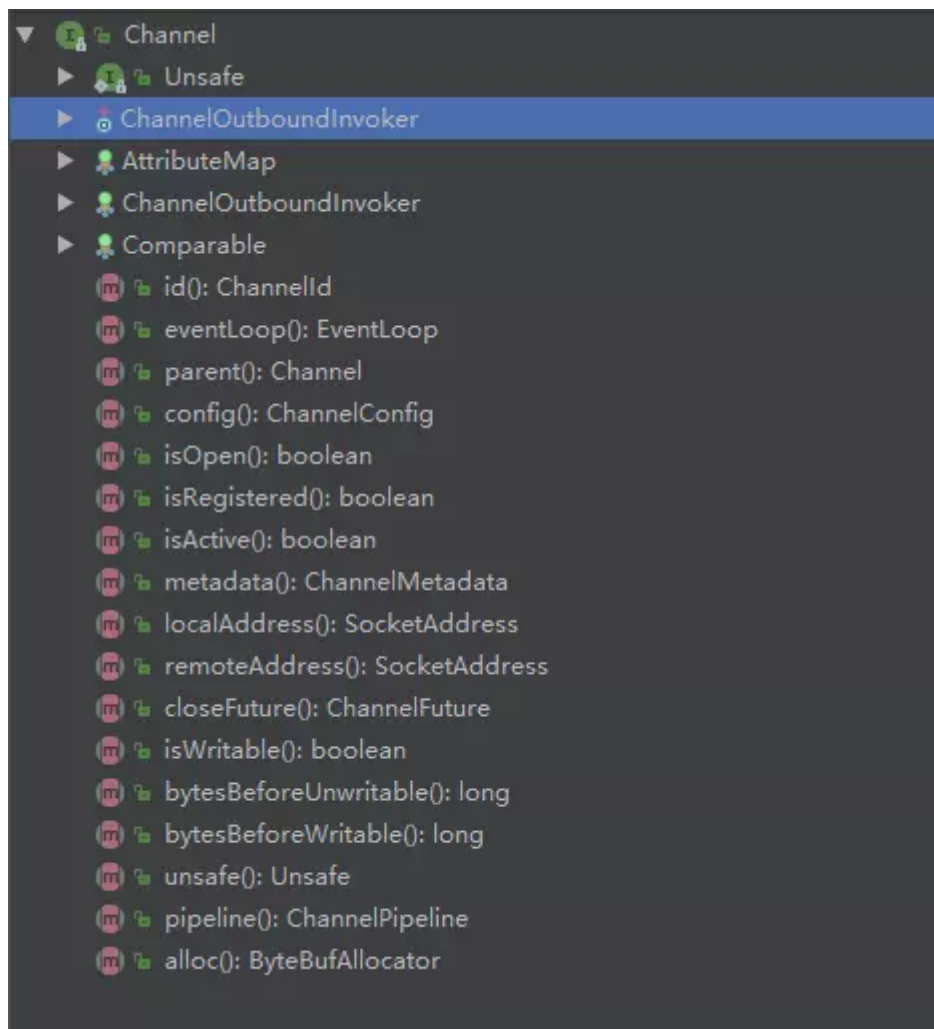 Channel
Unsafe
ChannelOutboundInvoker
AttributeMap
ChannelOutboundInvoker
Comparable
id(): ChannelId
eventLoop(): EventLoop
parent(): Channel
config(): ChannelConfig
isOpen(): boolean
isRegistered(): boolean
isActive(): boolean
metadata(): ChannelMetadata
localAddress(): SocketAddress
remoteAddress(): SocketAddress
closeFuture(): ChannelFuture
isWritable(): boolean
bytesBeforeUnwritable(): long
bytesBeforeWritable(): long
unsafe(): Unsafe
pipeline(): ChannelPipeline
alloc(): ByteBufAllocator